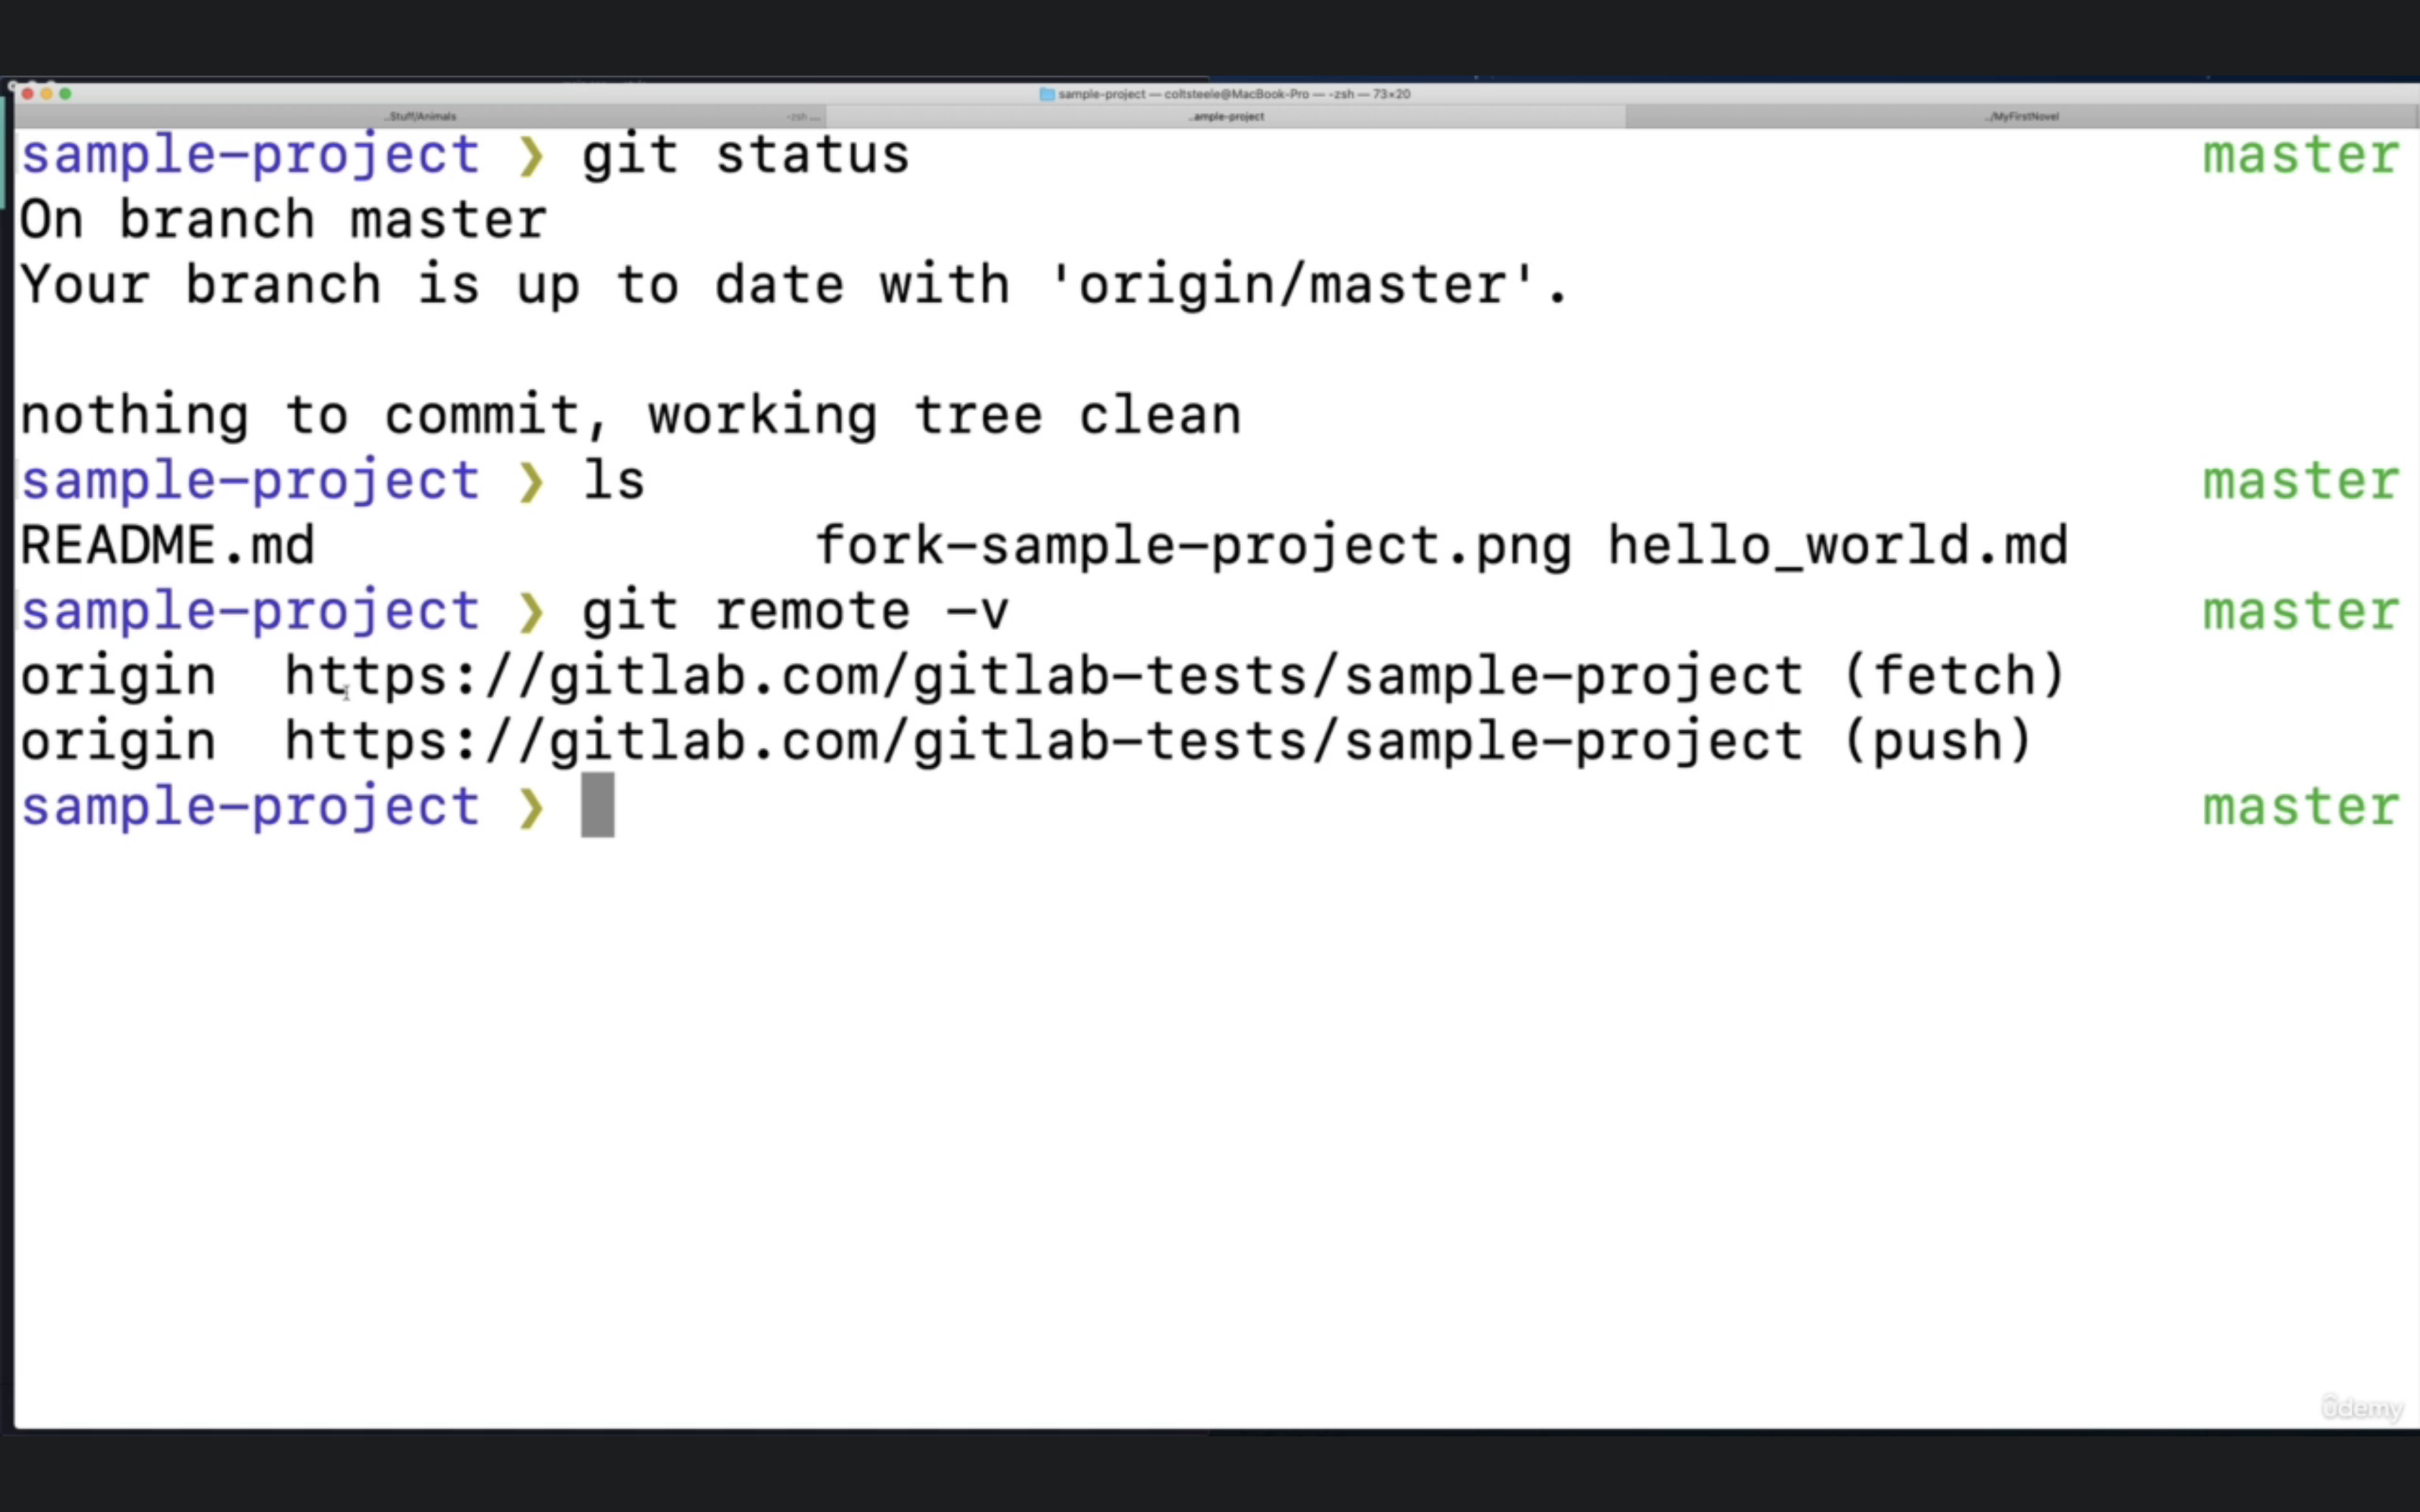 sample-project — coltsteele@MacBook-Pro — -zsh — 73×20
..Stuff/Animals -zsh ... ..ample-project ../MyFirstNovel
sample-project ❯ git status master
On branch master
Your branch is up to date with 'origin/master'.
nothing to commit, working tree clean
sample-project ❯ ls master
README.md fork-sample-project.png hello_world.md
sample-project ❯ git remote -v master
origin https://gitlab.com/gitlab-tests/sample-project (fetch)
origin https://gitlab.com/gitlab-tests/sample-project (push)
sample-project ❯ master
ûdemy